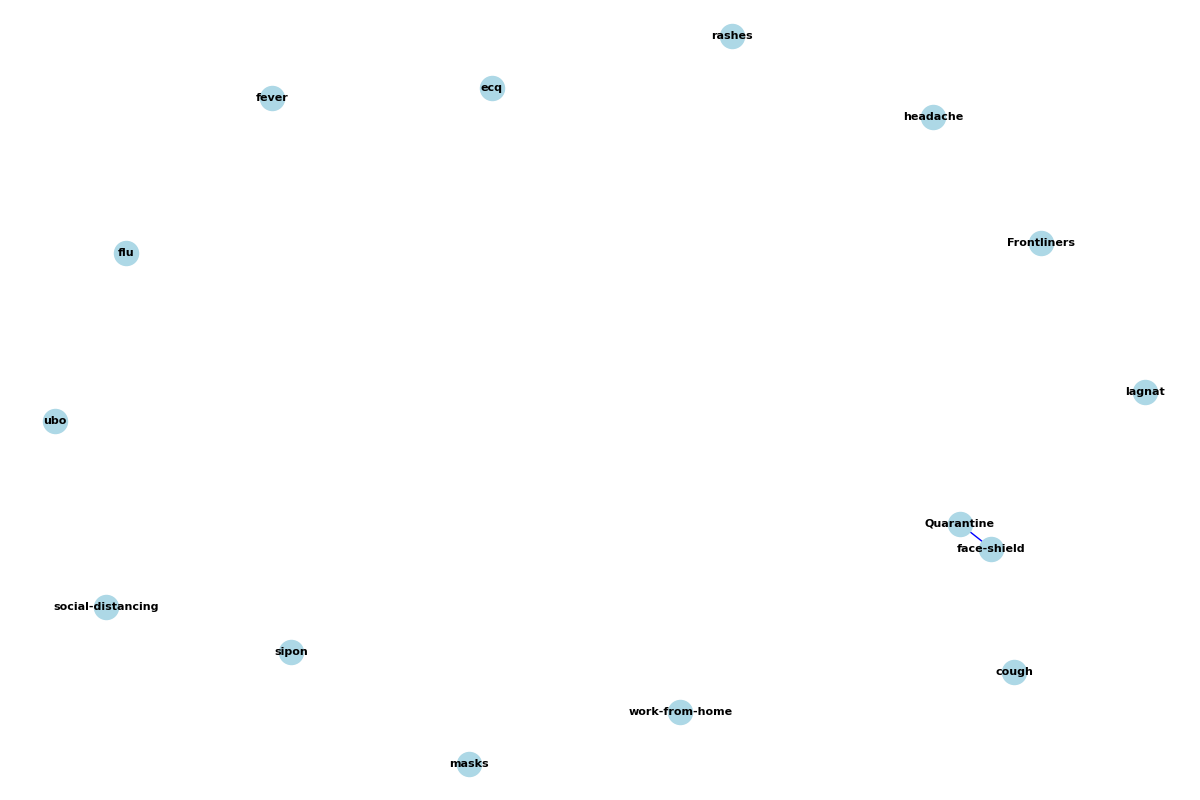 rashes
ecq
fever
headache
Frontliners
flu
lagnat
ubo
Quarantine
face-shield
social-distancing
sipon
cough
work-from-home
masks